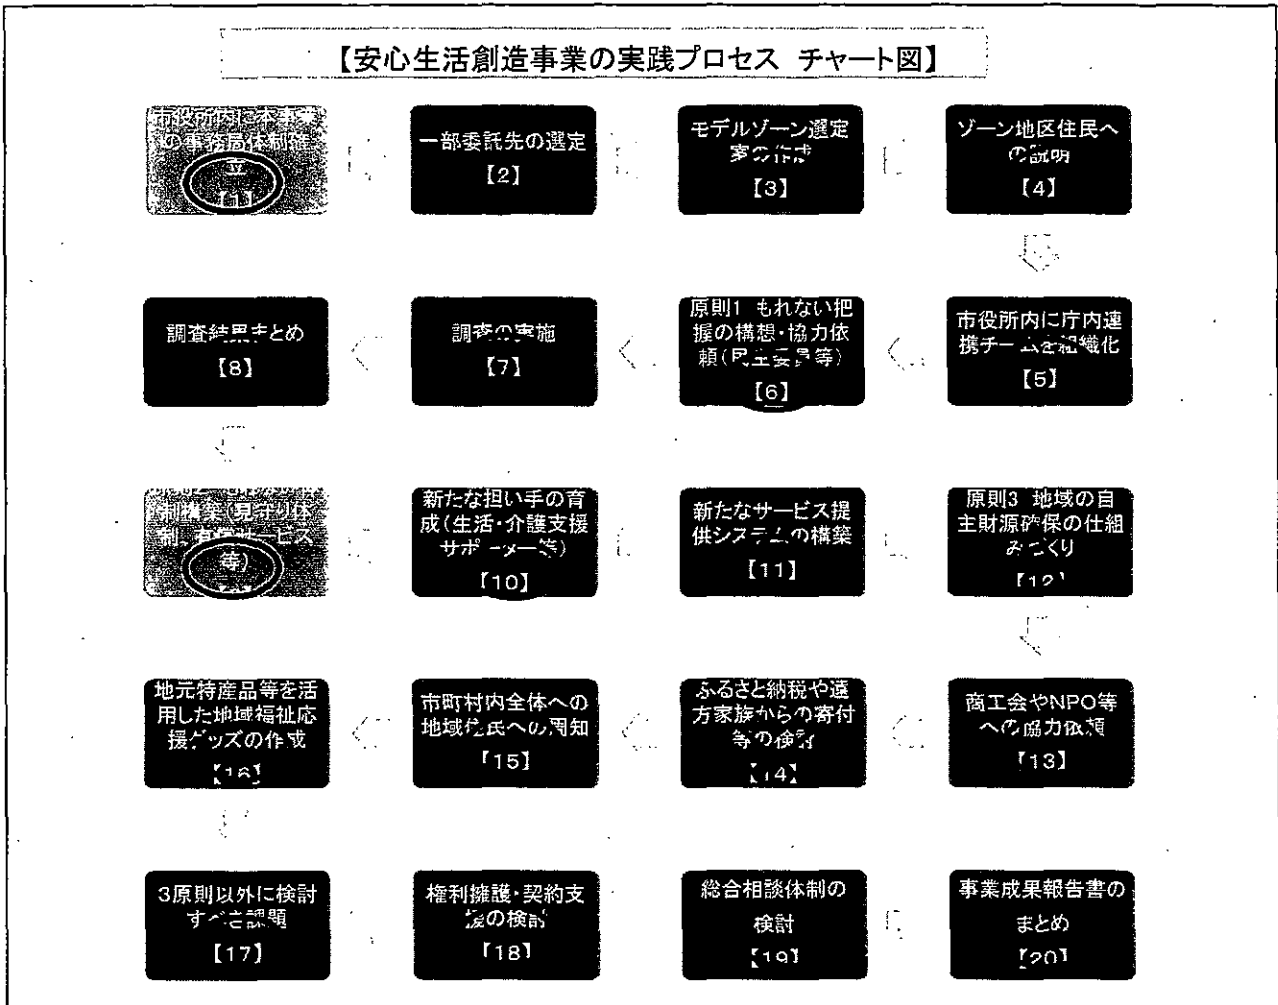 【安心生活創造事業の実践プロセス チャート図】
市役所内に本事業
の事務局体制確
立
【1】
一部委託先の選定
【2】
モデルゾーン選定
案の作成
【3】
ゾーン地区住民へ
の説明
【4】
市役所内に庁内連
携チームを組織化
【5】
原則1 もれない把
握の構想・協力依
頼(民生委員等)
【6】
調査の実施
【7】
調査結果まとめ
【8】
制構築(見守り体
制、有償サービス
等)
新たな担い手の育
成(生活・介護支援
サポーター等)
【10】
新たなサービス提
供システムの構築
【11】
原則3 地域の自
主財源確保の仕組
みづくり
【12】
商工会やNPO等
への協力依頼
【13】
ふるさと納税や遠
方家族からの寄付
等の検討
【14】
市町村内全体への
地域住民への周知
【15】
地元特産品等を活
用した地域福祉応
援グッズの作成
【16】
3原則以外に検討
すべき課題
【17】
権利擁護・契約支
援の検討
【18】
総合相談体制の
検討
【19】
事業成果報告書の
まとめ
【20】